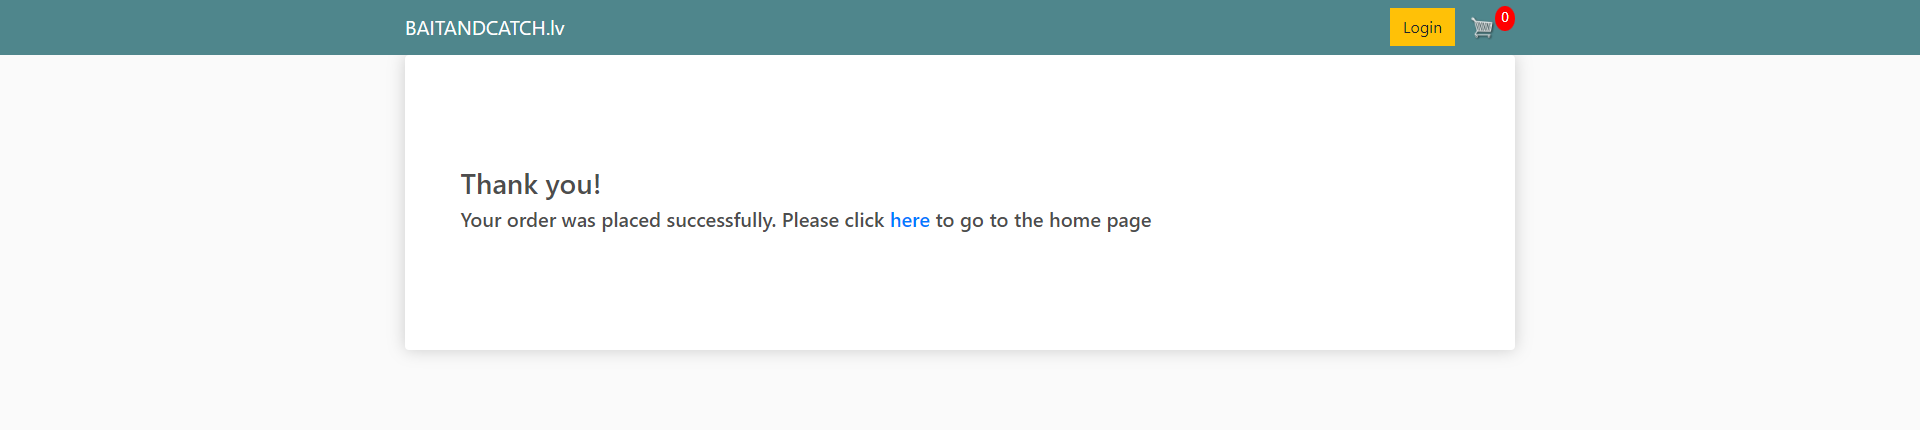 BAITANDCATCH.lv
Login
0
Thank you!
Your order was placed successfully. Please click here to go to the home page